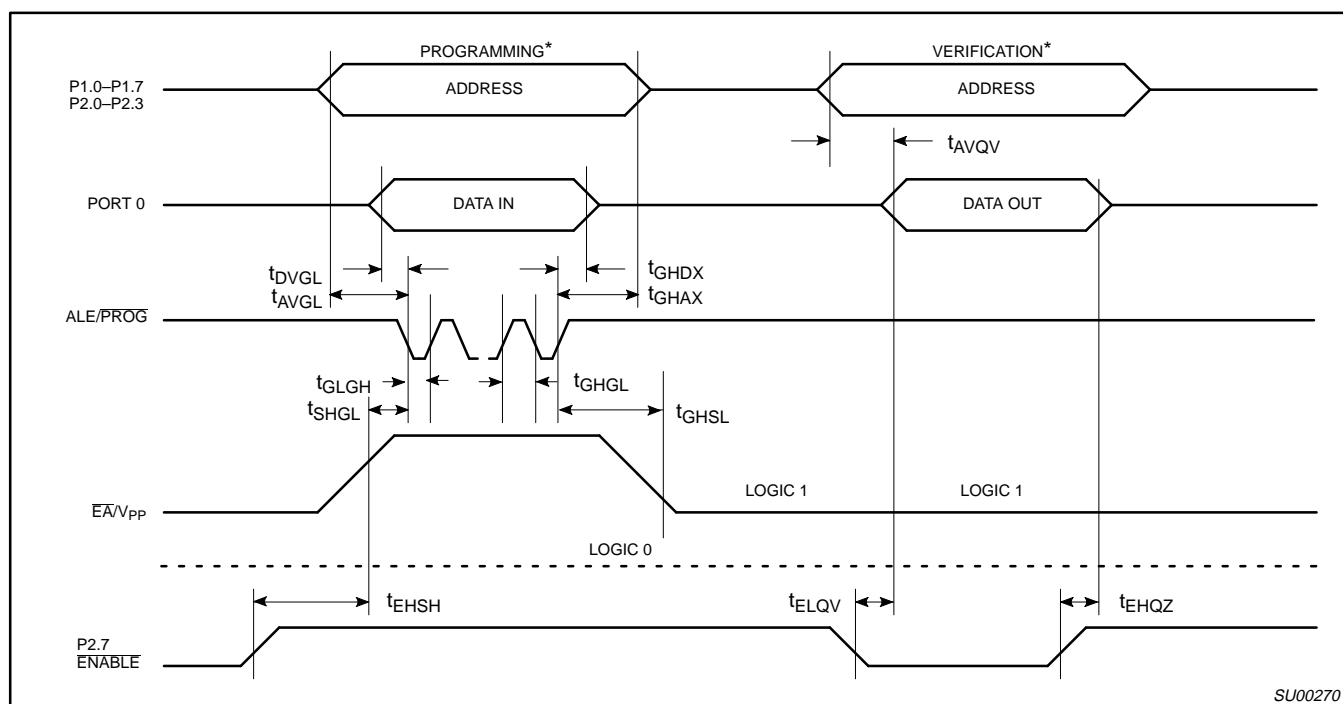 PROGRAMMING*
VERIFICATION*
P1.0–P1.7
P2.0–P2.3
ADDRESS
ADDRESS
tAVQV
PORT 0
DATA IN
DATA OUT
tDVGL
tGHDX
tAVGL
tGHAX
ALE/PROG
tGLGH
tGHGL
tSHGL
tGHSL
LOGIC 1
LOGIC 1
EA/VPP
LOGIC 0
tEHSH
tELQV
tEHQZ
P2.7
ENABLE
SU00270